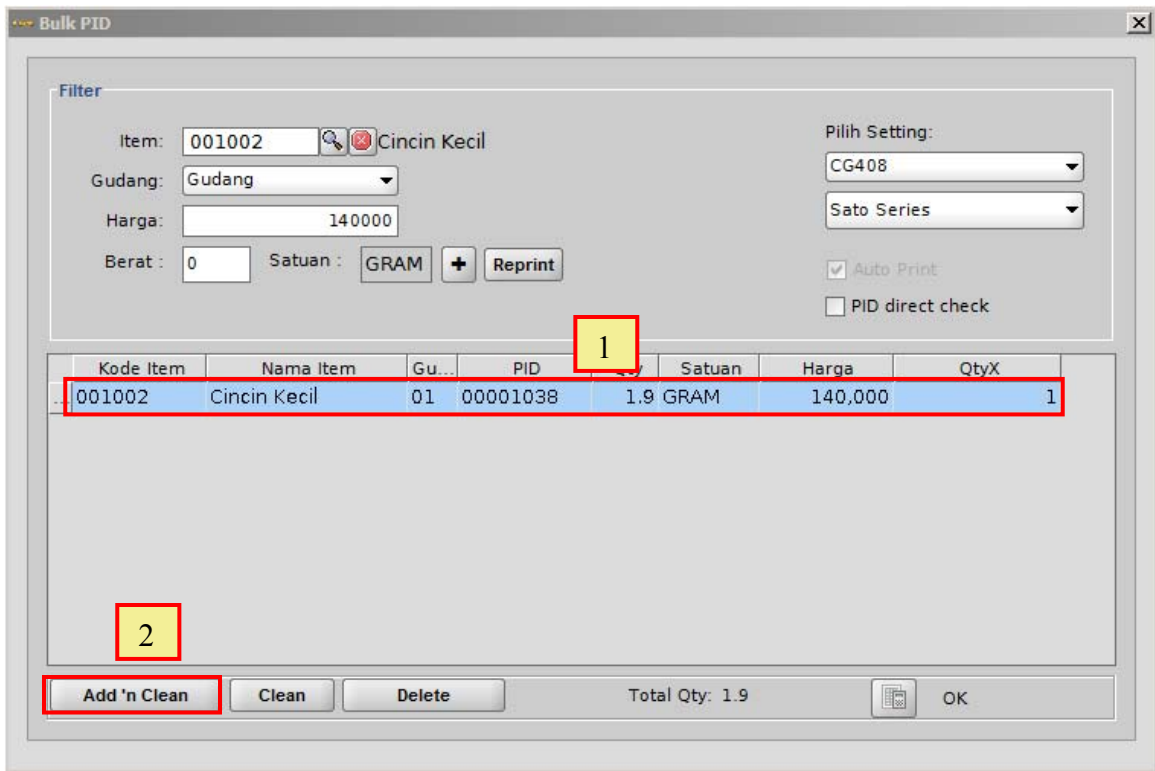 Bulk PID
Filter
Item: 001002 Cincin Kecil
Pilih Setting:
Gudang: Gudang
CG408
Harga: 140000
Sato Series
Berat : 0 Satuan : GRAM + Reprint
Auto Print
PID direct check
1
Kode Item Nama Item Gu... PID Satuan Harga QtyX
... 001002 Cincin Kecil 01 00001038 1.9 GRAM 140,000 1
2
Add 'n Clean Clean Delete Total Qty: 1.9 OK